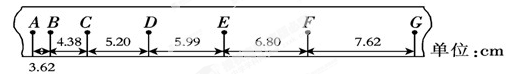 A B C D E F G
4.38 5.20 5.99 6.80 7.62 单位:cm
3.62